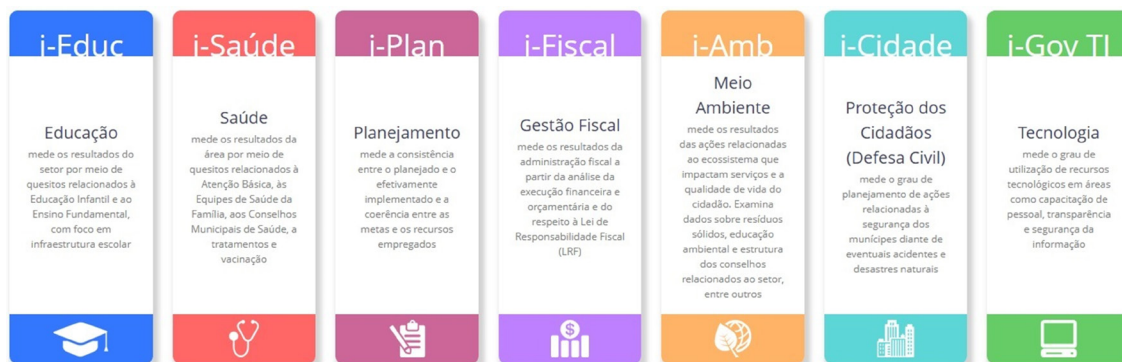 i-Educ
Educação
mede os resultados do
setor por meio de
quesitos relacionados à
Educação Infantil e ao
Ensino Fundamental,
com foco em
infraestrutura escolar
i-Saúde
Saúde
mede os resultados da
área por meio de
quesitos relacionados à
Atenção Básica, às
Equipes de Saúde da
Família, aos Conselhos
Municipais de Saúde, a
tratamentos e
vacinação
i-Plan
Planejamento
mede a consistência
entre o planejado e o
efetivamente
implementado e a
coerência entre as
metas e os recursos
empregados
i-Fiscal
Gestão Fiscal
mede os resultados da
administração fiscal a
partir da análise da
execução financeira e
orçamentária e do
respeito à Lei de
Responsabilidade Fiscal
(LRF)
$
i-Amb
Meio
Ambiente
mede os resultados
das ações relacionadas
ao ecossistema que
impactam serviços e a
qualidade de vida do
cidadão. Examina
dados sobre resíduos
sólidos, educação
ambiental e estrutura
dos conselhos
relacionados ao setor,
entre outros
i-Cidade
Proteção dos
Cidadãos
(Defesa Civil)
mede o grau de
planejamento de ações
relacionadas à
segurança dos
munícipes diante de
eventuais acidentes e
desastres naturais
i-Gov TI
Tecnologia
mede o grau de
utilização de recursos
tecnológicos em áreas
como capacitação de
pessoal, transparência
e segurança da
informação